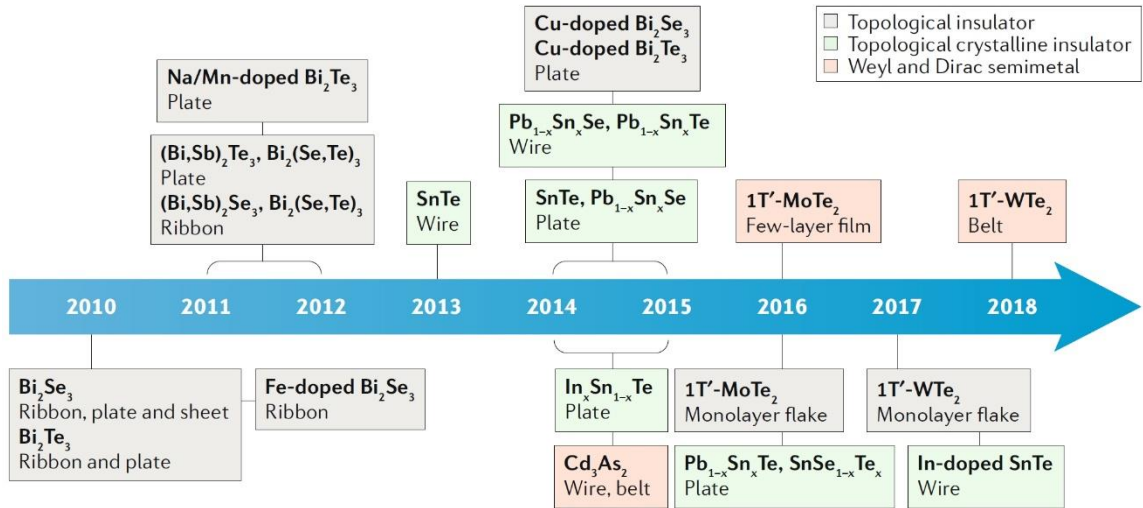 Topological insulator
Topological crystalline insulator
Weyl and Dirac semimetal
Cu-doped Bi₂Se₃
Cu-doped Bi₂Te₃
Plate
Na/Mn-doped Bi₂Te₃
Plate
Pb₁₋ₓSnₓSe, Pb₁₋ₓSnₓTe
Wire
(Bi,Sb)₂Te₃, Bi₂(Se,Te)₃
Plate
(Bi,Sb)₂Se₃, Bi₂(Se,Te)₃
Ribbon
SnTe
Wire
SnTe, Pb₁₋ₓSnₓSe
Plate
1T′-MoTe₂
Few-layer film
1T′-WTe₂
Belt
2010 2011 2012 2013 2014 2015 2016 2017 2018
Bi₂Se₃
Ribbon, plate and sheet
Bi₂Te₃
Ribbon and plate
Fe-doped Bi₂Se₃
Ribbon
InₓSn₁₋ₓTe
Plate
Cd₃As₂
Wire, belt
1T′-MoTe₂
Monolayer flake
Pb₁₋ₓSnₓTe, SnSe₁₋ₓTeₓ
Plate
1T′-WTe₂
Monolayer flake
In-doped SnTe
Wire